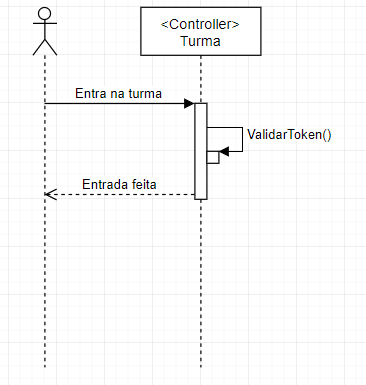 <Controller>
Turma
Entra na turma
ValidarToken()
Entrada feita